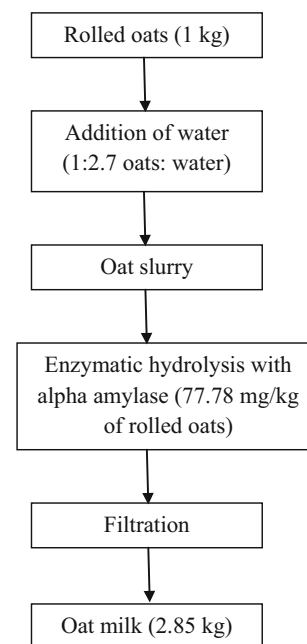 Rolled oats (1 kg)
Addition of water
(1:2.7 oats: water)
Oat slurry
Enzymatic hydrolysis with
alpha amylase (77.78 mg/kg
of rolled oats)
Filtration
Oat milk (2.85 kg)